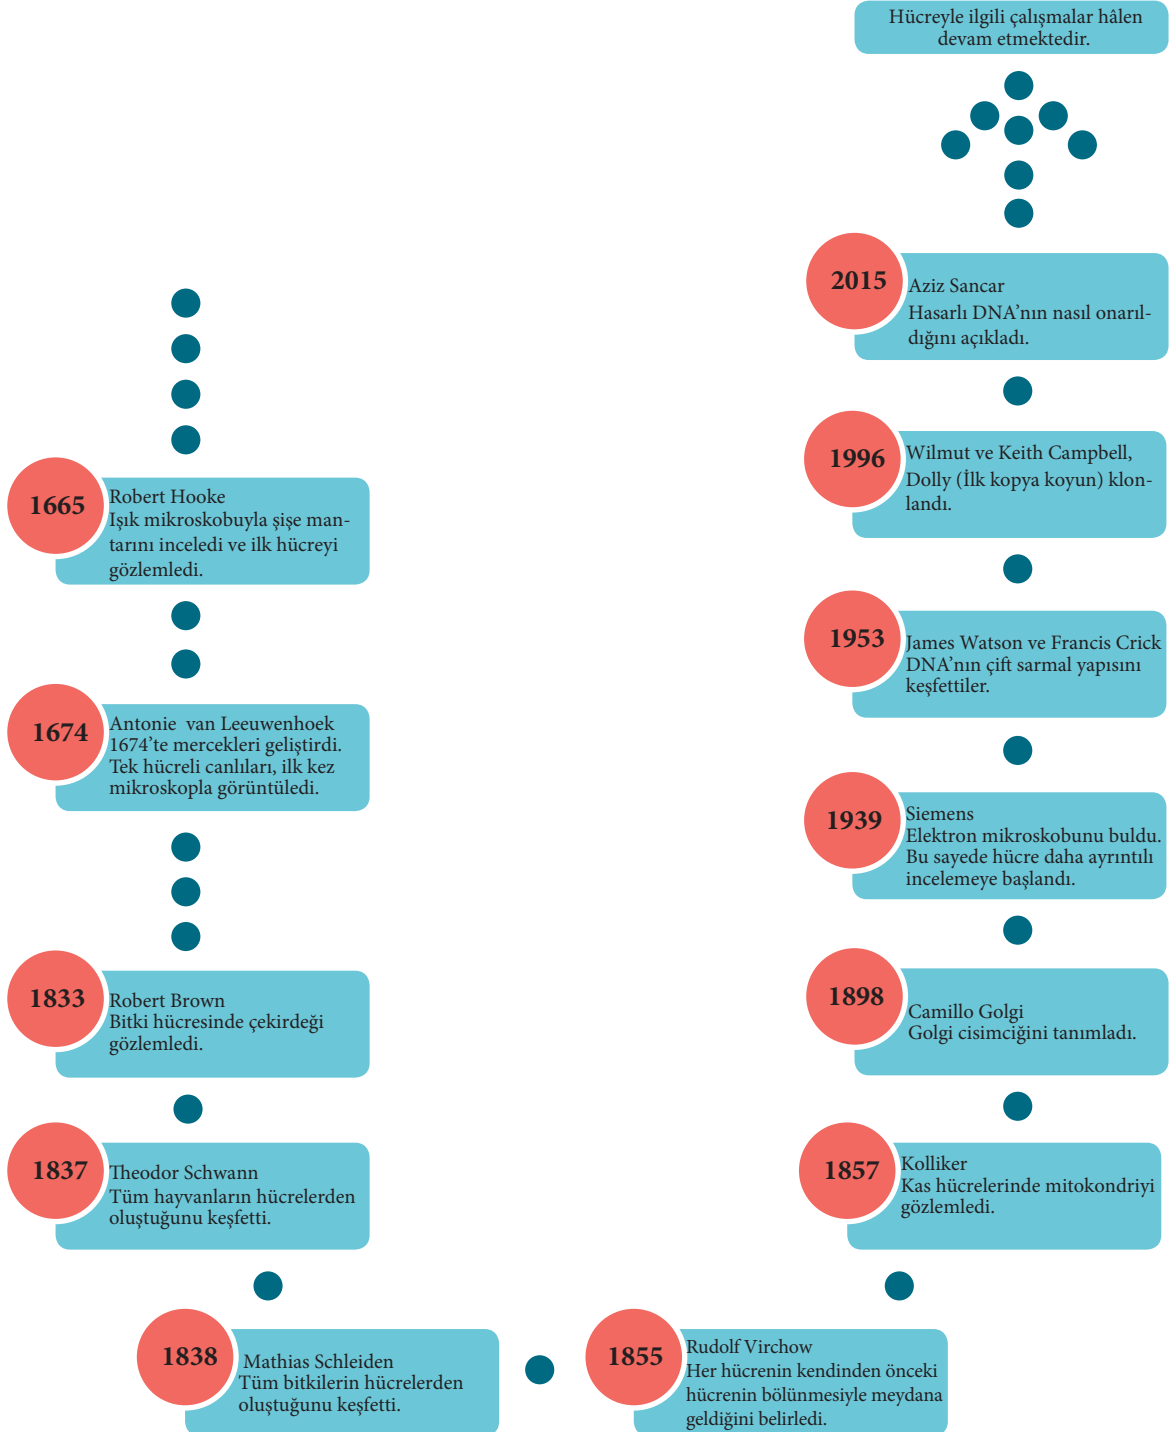 1665
Robert Hooke
Işık mikroskobuyla şişe man-
tarını inceledi ve ilk hücreyi
gözlemledi.
1674
Antonie van Leeuwenhoek
1674'te mercekleri geliştirdi.
Tek hücreli canlıları, ilk kez
mikroskopla görüntüledi.
1833
Robert Brown
Bitki hücresinde çekirdeği
gözlemledi.
1837
Theodor Schwann
Tüm hayvanların hücrelerden
oluştuğunu keşfetti.
1838
Mathias Schleiden
Tüm bitkilerin hücrelerden
oluştuğunu keşfetti.
1855
Rudolf Virchow
Her hücrenin kendinden önceki
hücrenin bölünmesiyle meydana
geldiğini belirledi.
1857
Kolliker
Kas hücrelerinde mitokondriyi
gözlemledi.
1898
Camillo Golgi
Golgi cisimciğini tanımladı.
1939
Siemens
Elektron mikroskobunu buldu.
Bu sayede hücre daha ayrıntılı
incelemeye başlandı.
1953
James Watson ve Francis Crick
DNA'nın çift sarmal yapısını
keşfettiler.
1996
Wilmut ve Keith Campbell,
Dolly (İlk kopya koyun) klon-
landı.
2015
Aziz Sancar
Hasarlı DNA'nın nasıl onarıl-
dığını açıkladı.
Hücreyle ilgili çalışmalar hâlen
devam etmektedir.